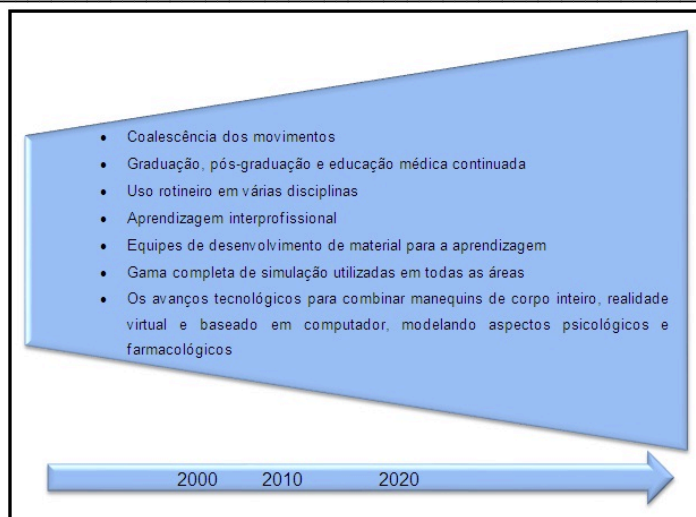 • Coalescência dos movimentos
• Graduação, pós-graduação e educação médica continuada
• Uso rotineiro em várias disciplinas
• Aprendizagem interprofissional
• Equipes de desenvolvimento de material para a aprendizagem
• Gama completa de simulação utilizadas em todas as áreas
• Os avanços tecnológicos para combinar manequins de corpo inteiro, realidade
virtual e baseado em computador, modelando aspectos psicológicos e
farmacológicos
2000 2010 2020